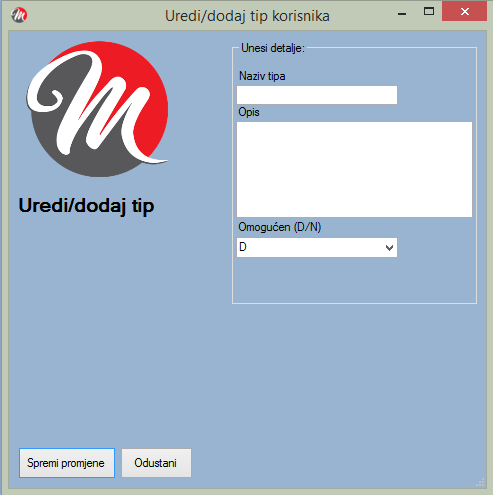 Uredi/dodaj tip korisnika
M
Uredi/dodaj tip
Unesi detalje:
Naziv tipa
Opis
Omogućen (D/N)
D
Spremi promjene
Odustani